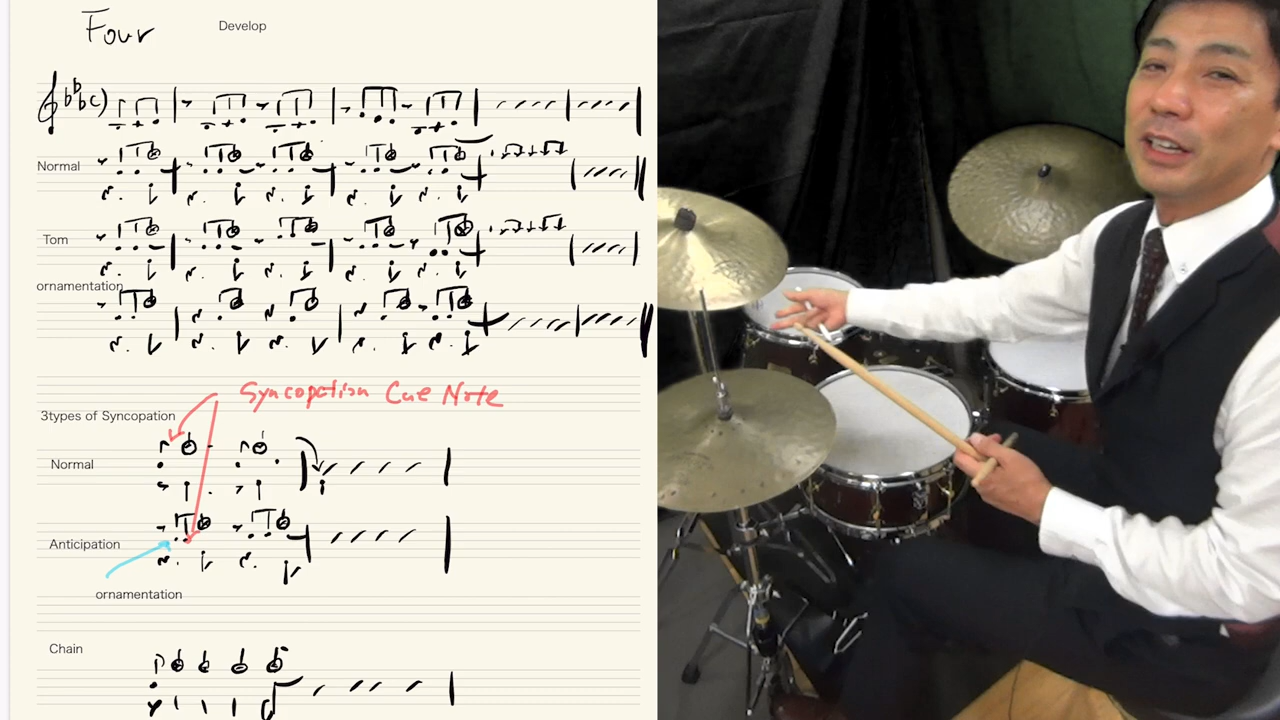 Four
Develop
Normal
Tom
ornamentation
Syncopation Cue Note
3types of Syncopation
Normal
Anticipation
ornamentation
Chain